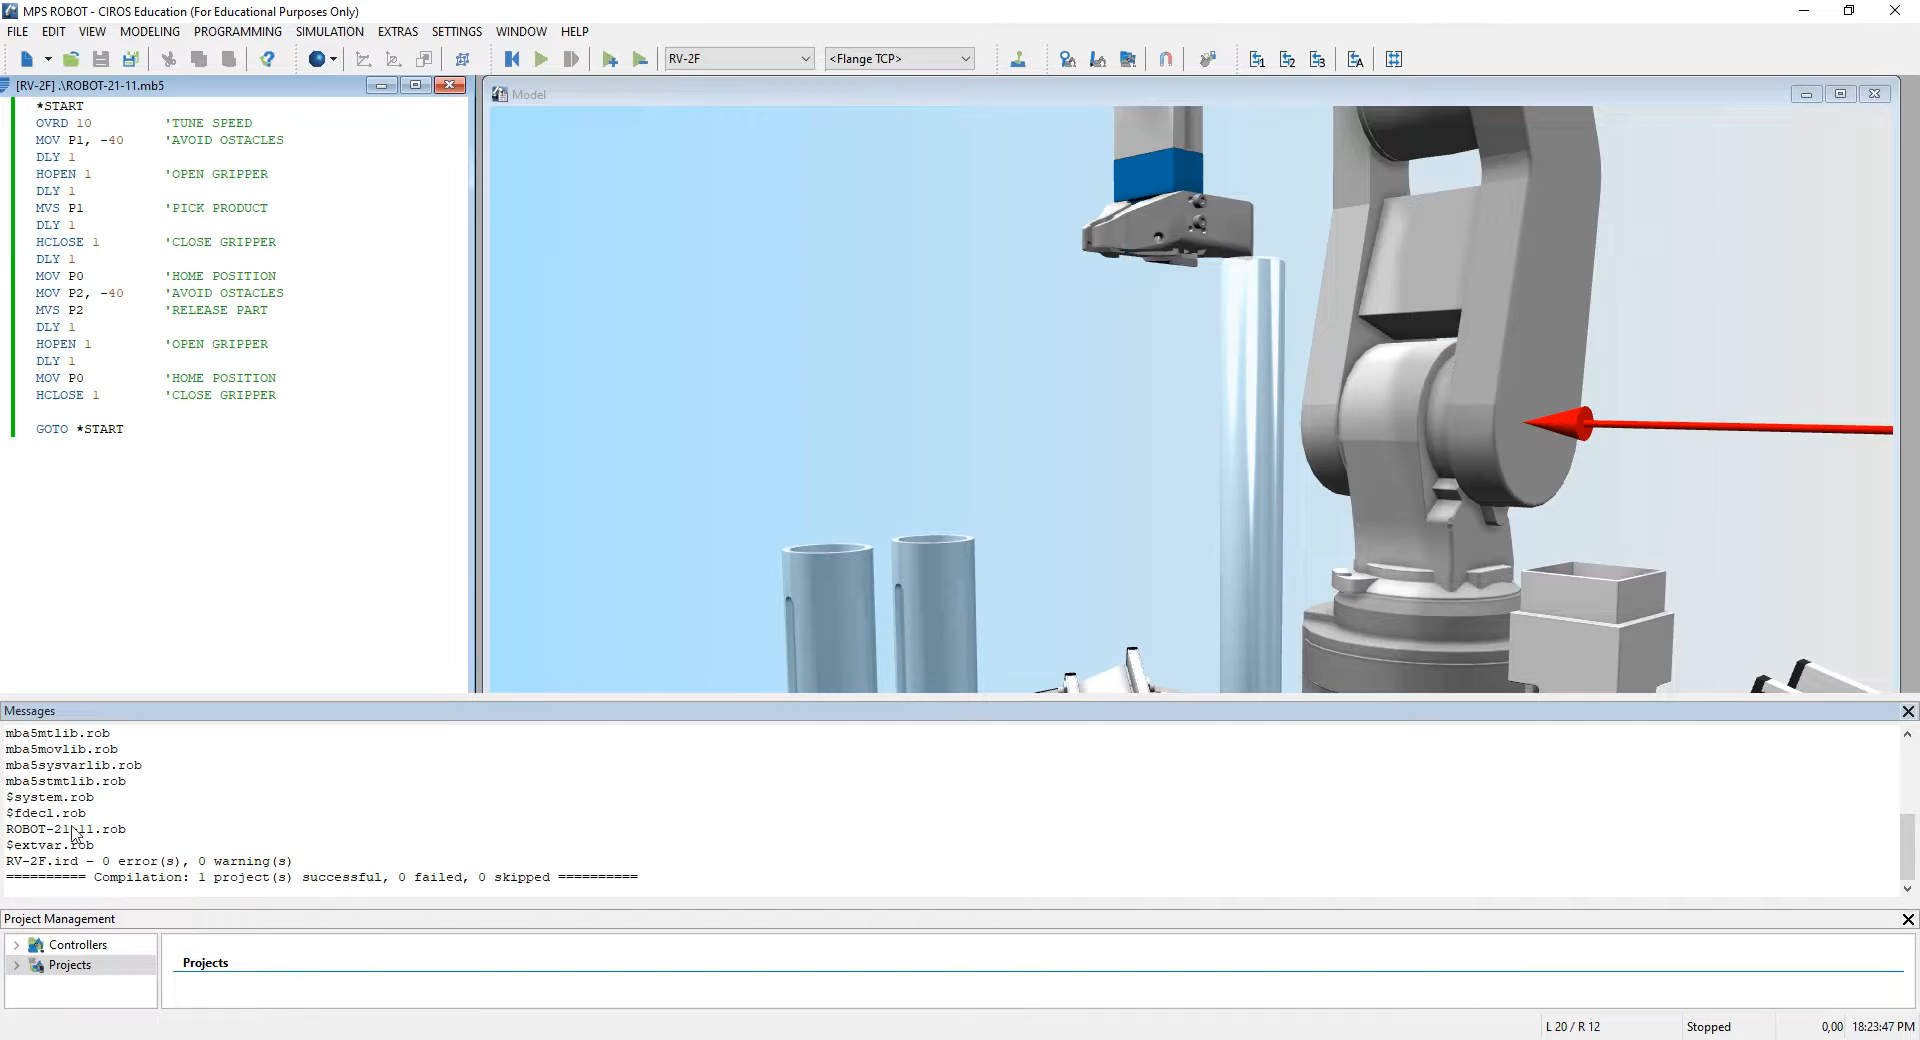 MPS ROBOT - CIROS Education (For Educational Purposes Only)
FILE EDIT VIEW MODELING PROGRAMMING SIMULATION EXTRAS SETTINGS WINDOW HELP
RV-2F <Flange TCP> 1 2 3 A
[RV-2F] .\ROBOT-21-11.mb5
*START
OVRD 10 'TUNE SPEED
MOV P1, -40 'AVOID OSTACLES
DLY 1
HOPEN 1 'OPEN GRIPPER
DLY 1
MVS P1 'PICK PRODUCT
DLY 1
HCLOSE 1 'CLOSE GRIPPER
DLY 1
MOV P0 'HOME POSITION
MOV P2, -40 'AVOID OSTACLES
MVS P2 'RELEASE PART
DLY 1
HOPEN 1 'OPEN GRIPPER
DLY 1
MOV P0 'HOME POSITION
HCLOSE 1 'CLOSE GRIPPER
GOTO *START
Model
Messages
mba5mtlib.rob
mba5movlib.rob
mba5sysvarlib.rob
mba5stmtlib.rob
$system.rob
$fdecl.rob
ROBOT-21-11.rob
$extvar.rob
RV-2F.ird - 0 error(s), 0 warning(s)
========== Compilation: 1 project(s) successful, 0 failed, 0 skipped ==========
Project Management
Controllers
Projects
Projects
L 20 / R 12 Stopped 0,00 18:23:47 PM